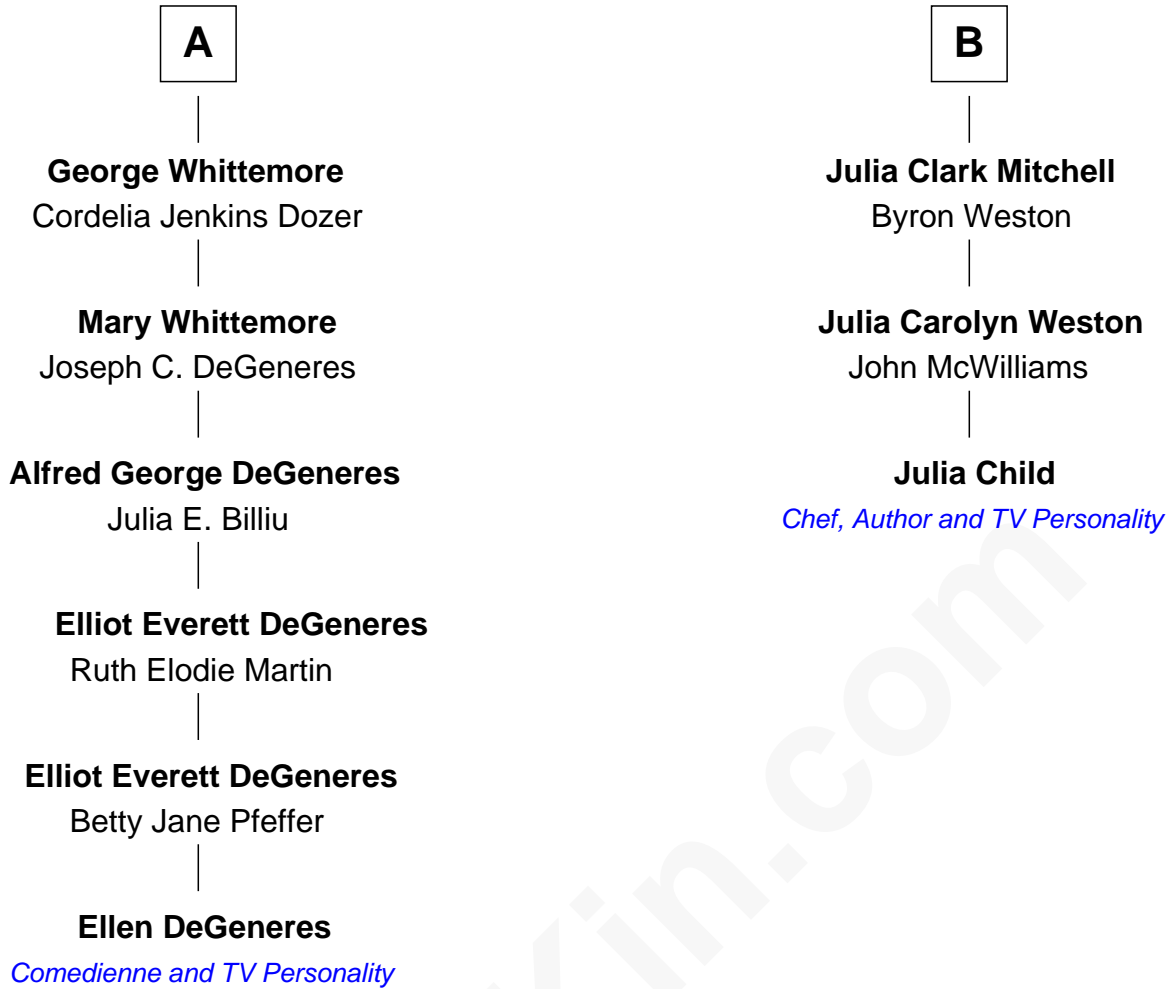 A
George Whittemore
Cordelia Jenkins Dozer
Mary Whittemore
Joseph C. DeGeneres
Alfred George DeGeneres
Julia E. Billiu
Elliot Everett DeGeneres
Ruth Elodie Martin
Elliot Everett DeGeneres
Betty Jane Pfeffer
Ellen DeGeneres
Comedienne and TV Personality
B
Julia Clark Mitchell
Byron Weston
Julia Carolyn Weston
John McWilliams
Julia Child
Chef, Author and TV Personality
Kin.com